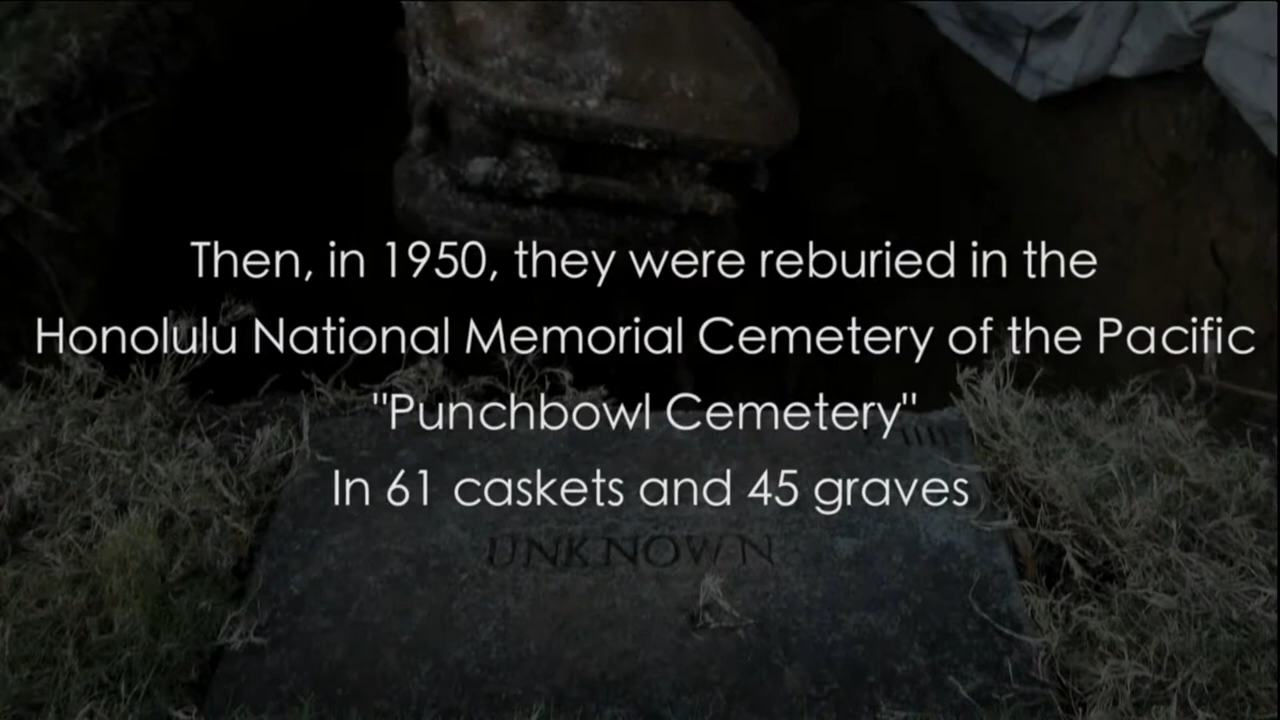 Then, in 1950, they were reburied in the
Honolulu National Memorial Cemetery of the Pacific
"Punchbowl Cemetery"
In 61 caskets and 45 graves
UNKNOWN